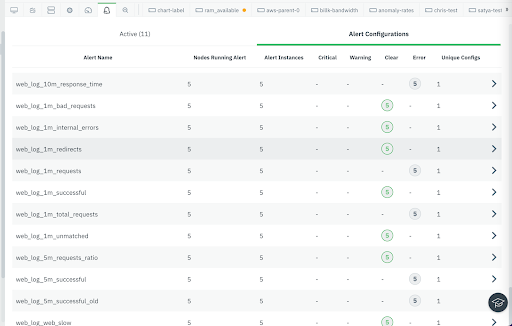 chart-label ram_available aws-parent-0 billk-bandwidth anomaly-rates chris-test satya-test
Active (11) Alert Configurations
Alert Name Nodes Running Alert Alert Instances Critical Warning Clear Error Unique Configs
web_log_10m_response_time 5 5 - - - 5 1
web_log_1m_bad_requests 5 5 - - 5 - 1
web_log_1m_internal_errors 5 5 - - 5 - 1
web_log_1m_redirects 5 5 - - 5 - 1
web_log_1m_requests 5 5 - - - 5 1
web_log_1m_successful 5 5 - - 5 - 1
web_log_1m_total_requests 5 5 - - - 5 1
web_log_1m_unmatched 5 5 - - 5 - 1
web_log_5m_requests_ratio 5 5 - - 5 - 1
web_log_5m_successful 5 5 - - - 5 1
web_log_5m_successful_old 5 5 - - - 5 1
web_log_web_slow 5 5 - - 5 - 1